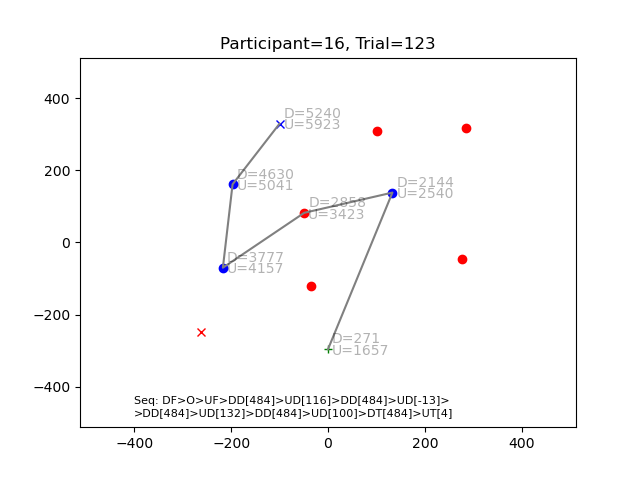 Participant=16, Trial=123
400
200
0
−200
−400
D=5240
U=5923
D=4630
U=5041
D=2144
U=2540
D=2858
U=3423
D=3777
U=4157
D=271
U=1657
Seq: DF>O>UF>DD[484]>UD[116]>DD[484]>UD[-13]>
>DD[484]>UD[132]>DD[484]>UD[100]>DT[484]>UT[4]
−400 −200 0 200 400